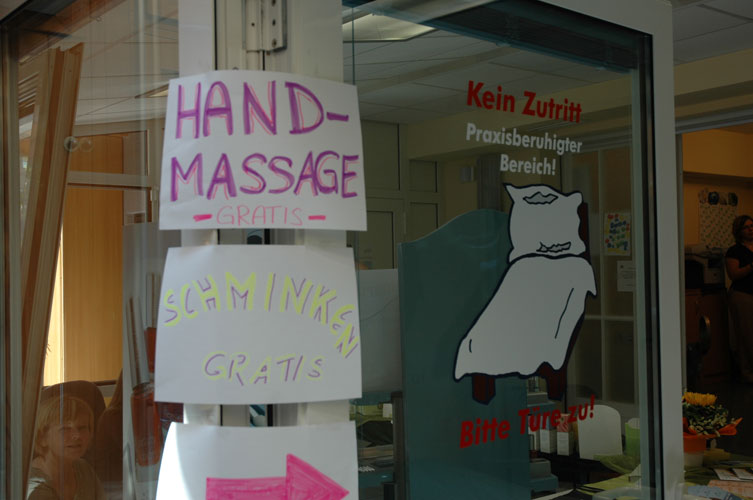 HAND-
MASSAGE
- GRATIS -
SCHMINKEN
GRATIS
Kein Zutritt
Praxisberuhigter
Bereich!
Bitte Türe zu!